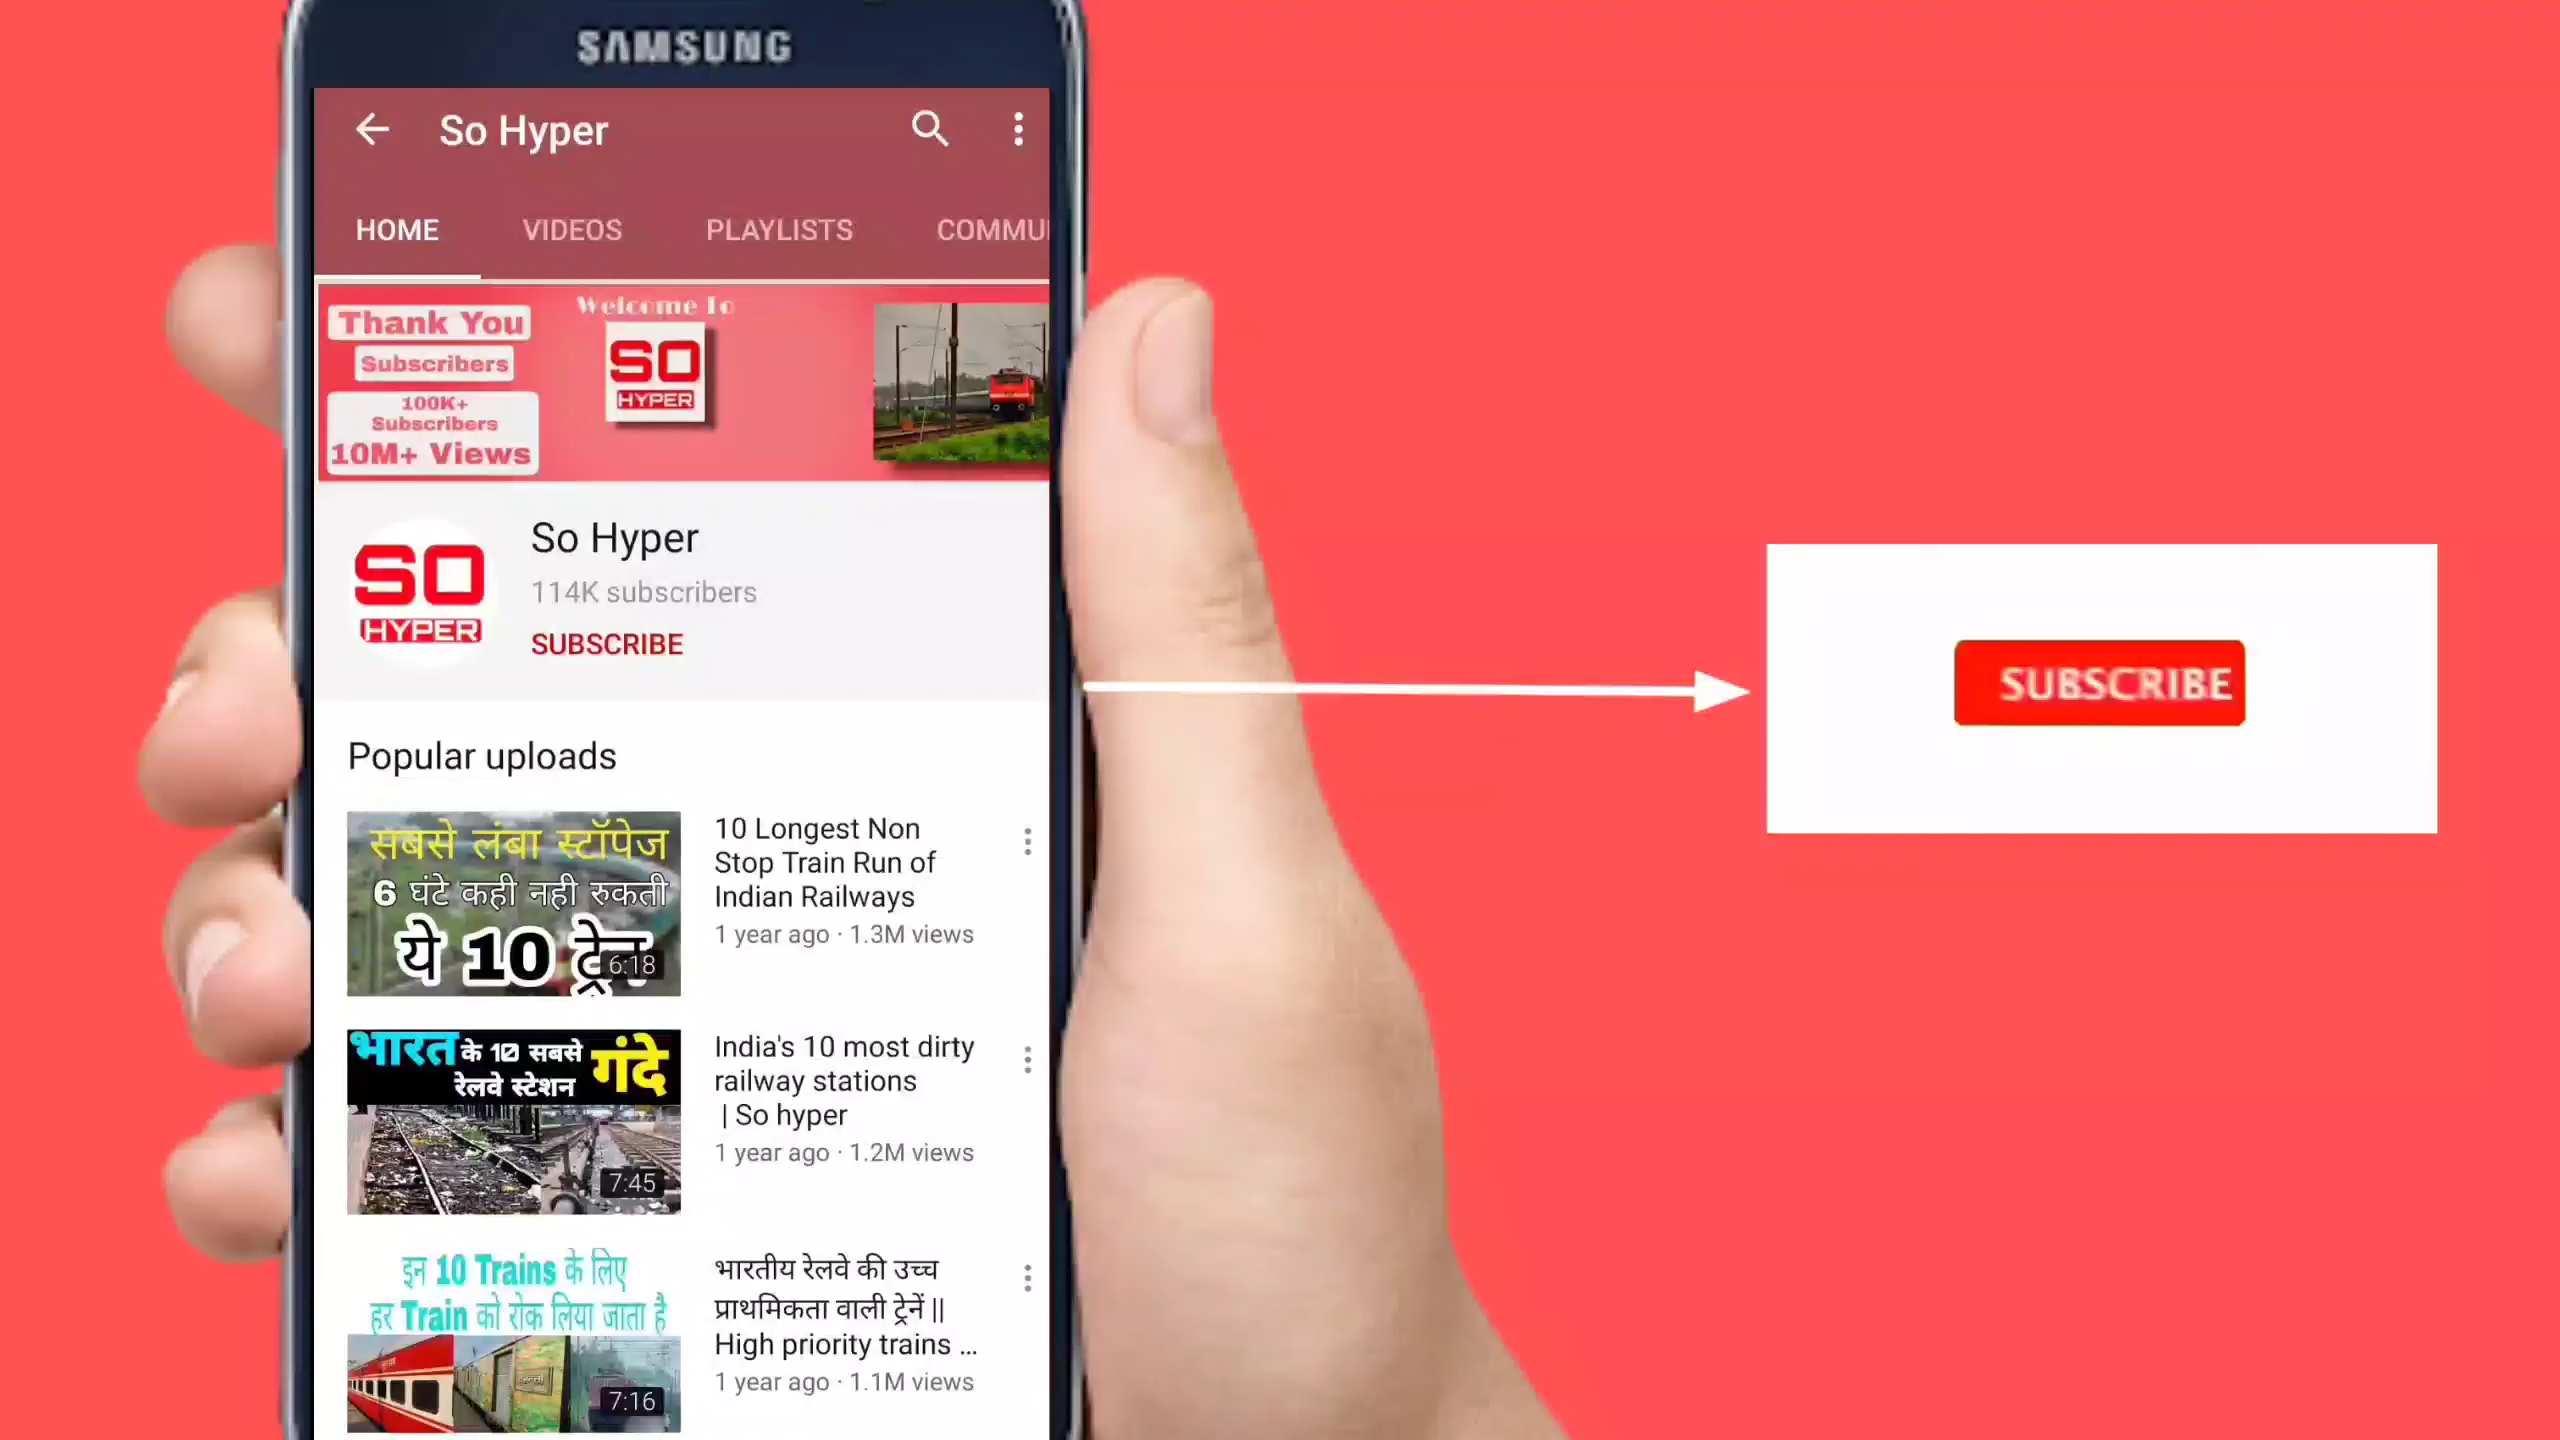 SAMSUNG
So Hyper
HOME VIDEOS PLAYLISTS COMMU
Thank You
Subscribers
100K+
Subscribers
10M+ Views
Welcome To
SO
HYPER
SO
HYPER
So Hyper
114K subscribers
SUBSCRIBE
SUBSCRIBE
Popular uploads
सबसे लंबा स्टॉपेज
6 घंटे कही नही रुकती
ये 10 ट्रेन
6:18
10 Longest Non
Stop Train Run of
Indian Railways
1 year ago · 1.3M views
भारत के 10 सबसे गंदे
रेलवे स्टेशन
7:45
India's 10 most dirty
railway stations
| So hyper
1 year ago · 1.2M views
इन 10 Trains के लिए
हर Train को रोक लिया जाता है
7:16
भारतीय रेलवे की उच्च
प्राथमिकता वाली ट्रेनें ||
High priority trains ...
1 year ago · 1.1M views